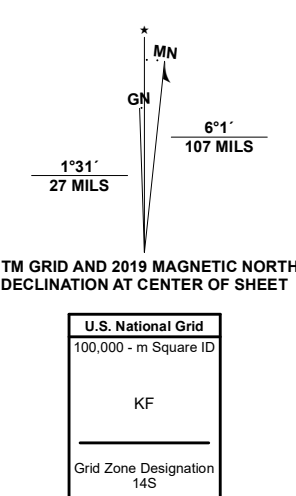 ★
MN
GN
6°1´
107 MILS
1°31´
27 MILS
TM GRID AND 2019 MAGNETIC NORTH
DECLINATION AT CENTER OF SHEET
U.S. National Grid
100,000 - m Square ID
KF
Grid Zone Designation
14S